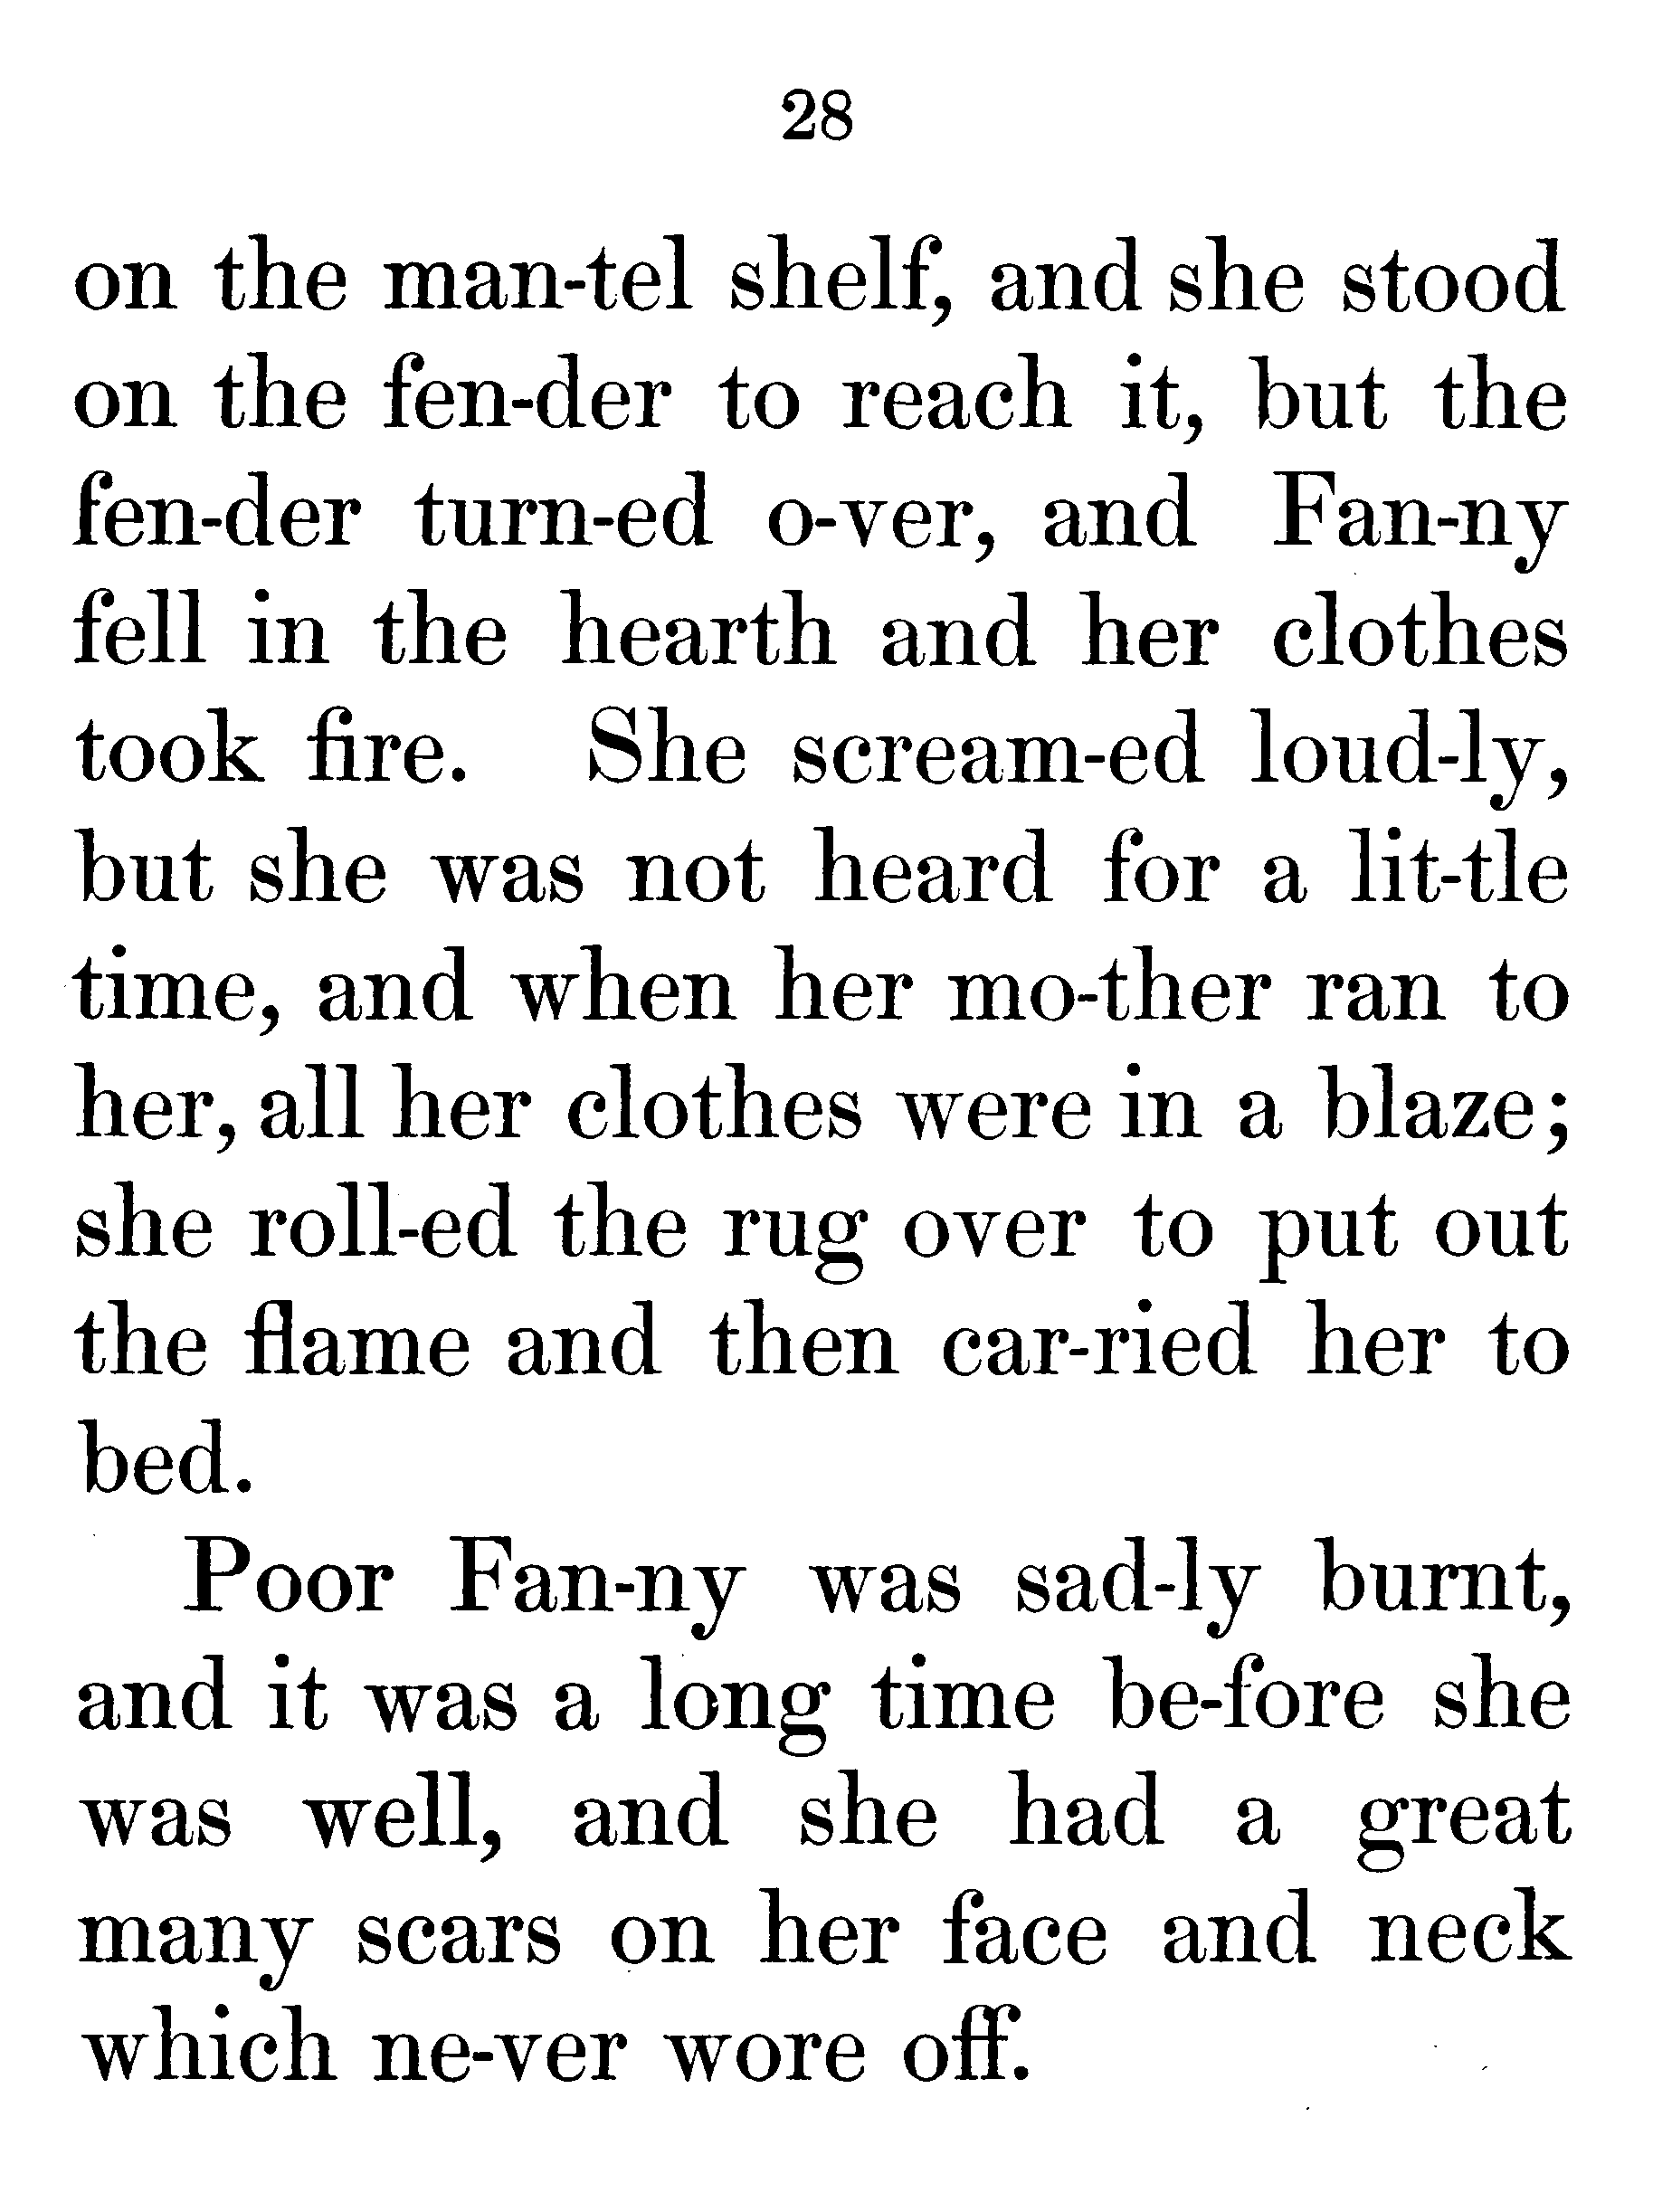 28
on the man-tel shelf, and she stood
on the fen-der to reach it, but the
fen-der turn-ed o-ver, and Fan-ny
fell in the hearth and her clothes
took fire. She scream-ed loud-ly,
but she was not heard for a lit-tle
time, and when her mo-ther ran to
her, all her clothes were in a blaze;
she roll-ed the rug over to put out
the flame and then car-ried her to
bed.
Poor Fan-ny was sad-ly burnt,
and it was a long time be-fore she
was well, and she had a great
many scars on her face and neck
which ne-ver wore off.